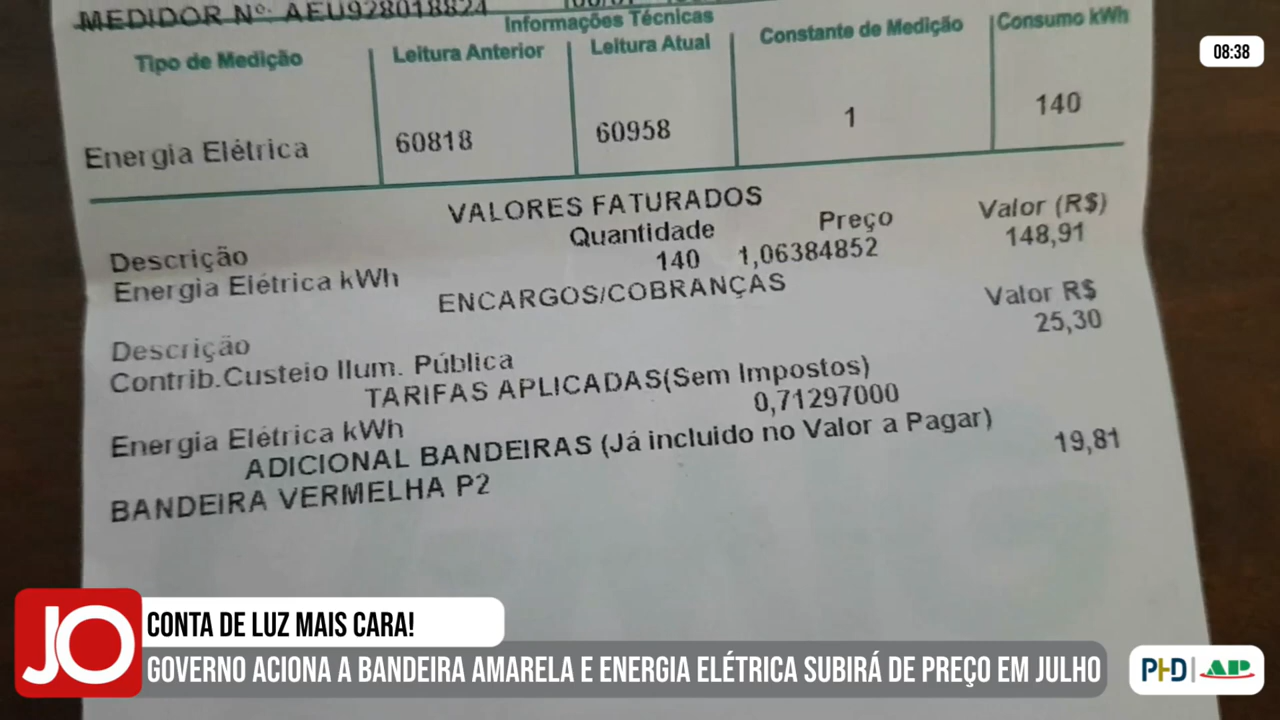 MEDIDOR Nº: AEU928018824
Informações Técnicas
Tipo de Medição Leitura Anterior Leitura Atual Constante de Medição Consumo kWh
Energia Elétrica 60818 60958 1 140
VALORES FATURADOS
Descrição Quantidade Preço Valor (R$)
Energia Elétrica kWh 140 1,06384852 148,91
ENCARGOS/COBRANÇAS
Descrição Valor R$
Contrib.Custeio Ilum. Pública 25,30
TARIFAS APLICADAS(Sem Impostos)
Energia Elétrica kWh 0,71297000
ADICIONAL BANDEIRAS (Já incluido no Valor a Pagar)
BANDEIRA VERMELHA P2 19,81
08:38
JO
CONTA DE LUZ MAIS CARA!
GOVERNO ACIONA A BANDEIRA AMARELA E ENERGIA ELÉTRICA SUBIRÁ DE PREÇO EM JULHO
PHD | AP